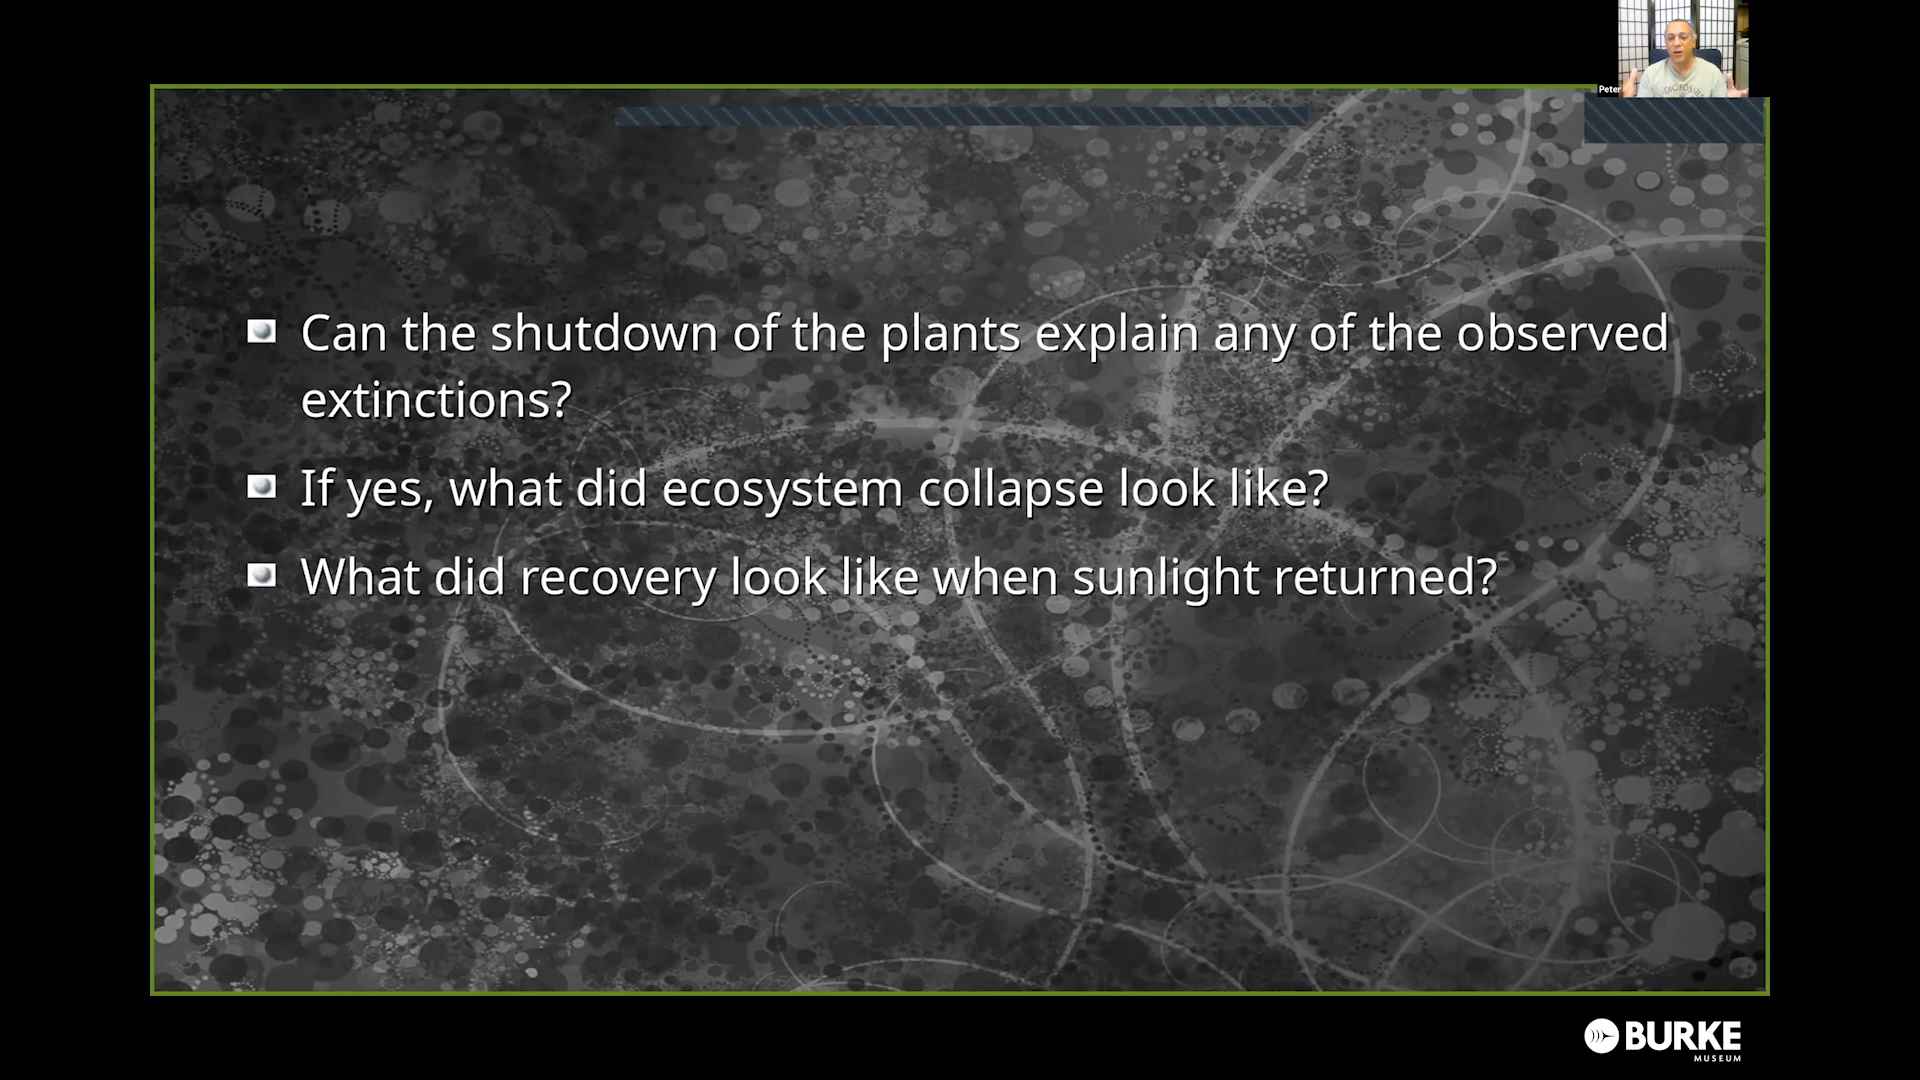 Peter
DIGFOSSILS
Can the shutdown of the plants explain any of the observed
extinctions?
If yes, what did ecosystem collapse look like?
What did recovery look like when sunlight returned?
BURKE
MUSEUM